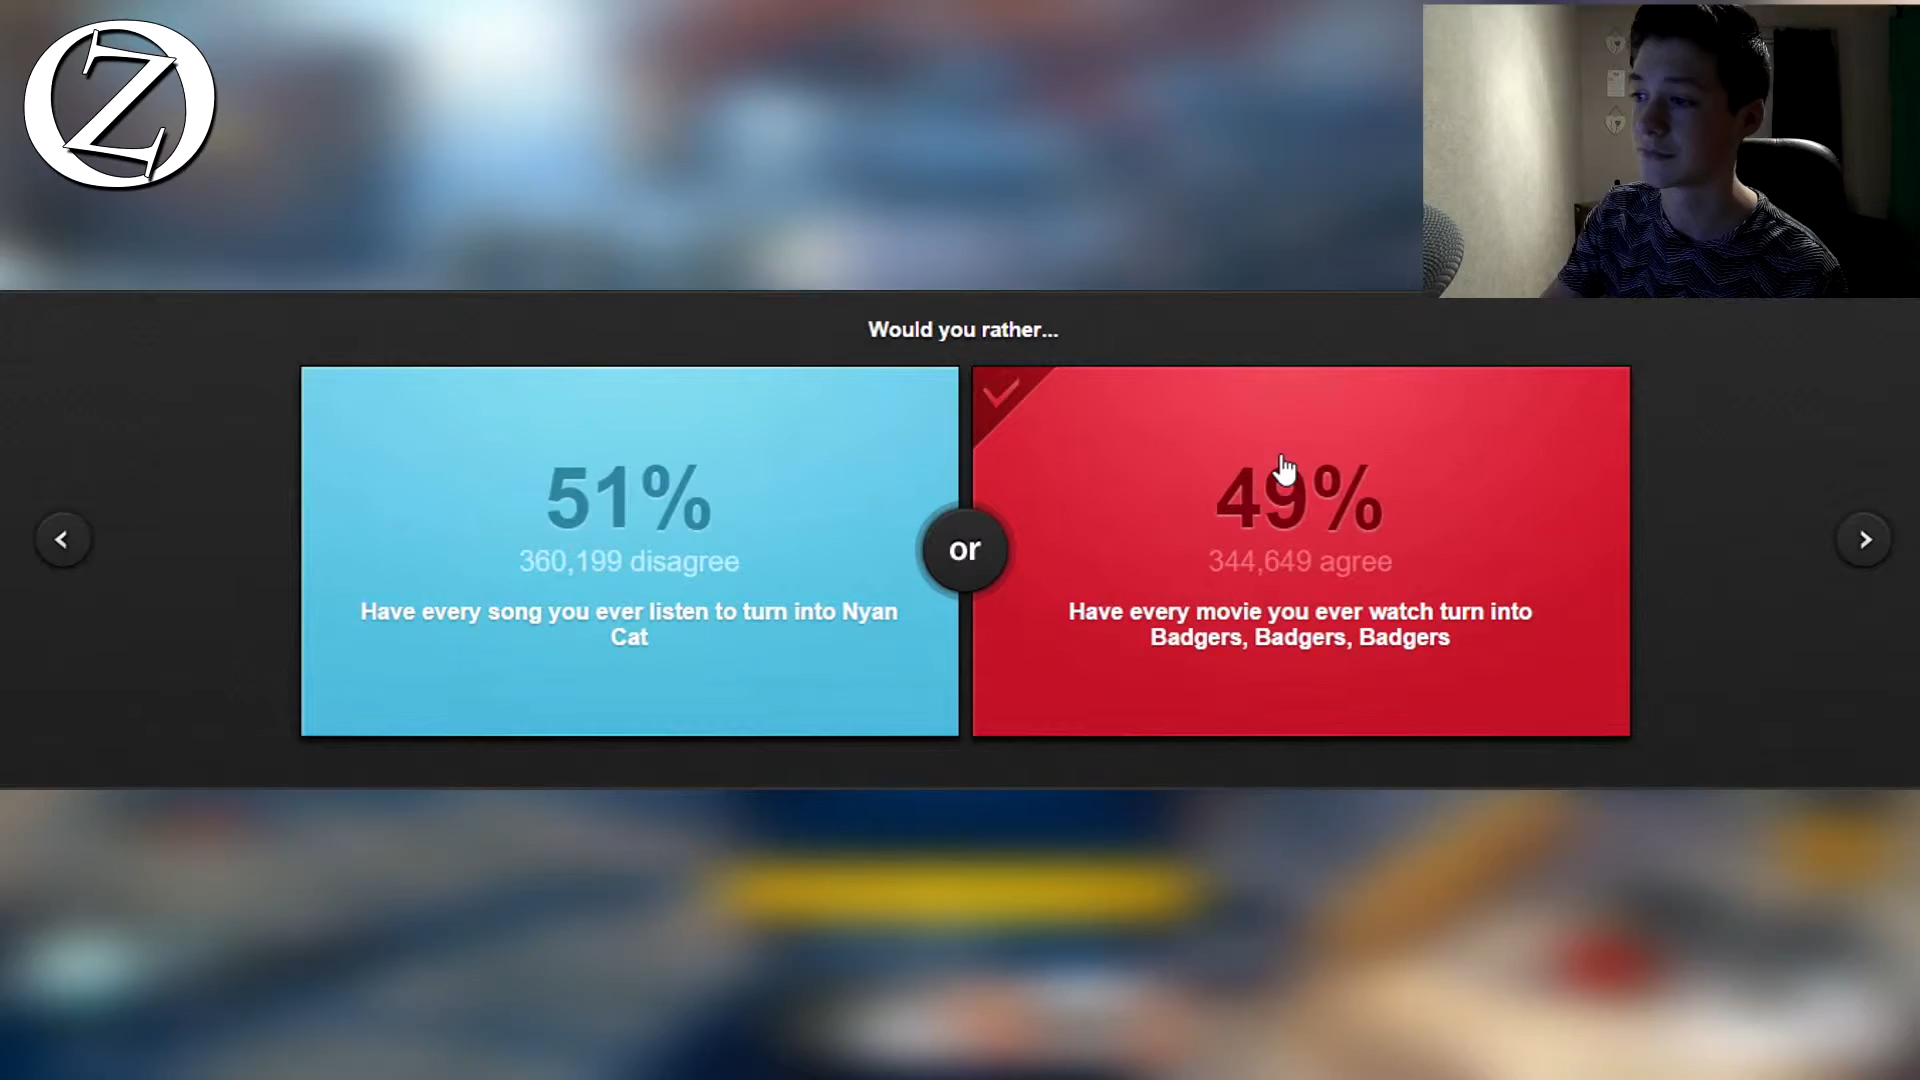 OZ
Would you rather...
51%
360,199 disagree
Have every song you ever listen to turn into Nyan
Cat
or
49%
344,649 agree
Have every movie you ever watch turn into
Badgers, Badgers, Badgers